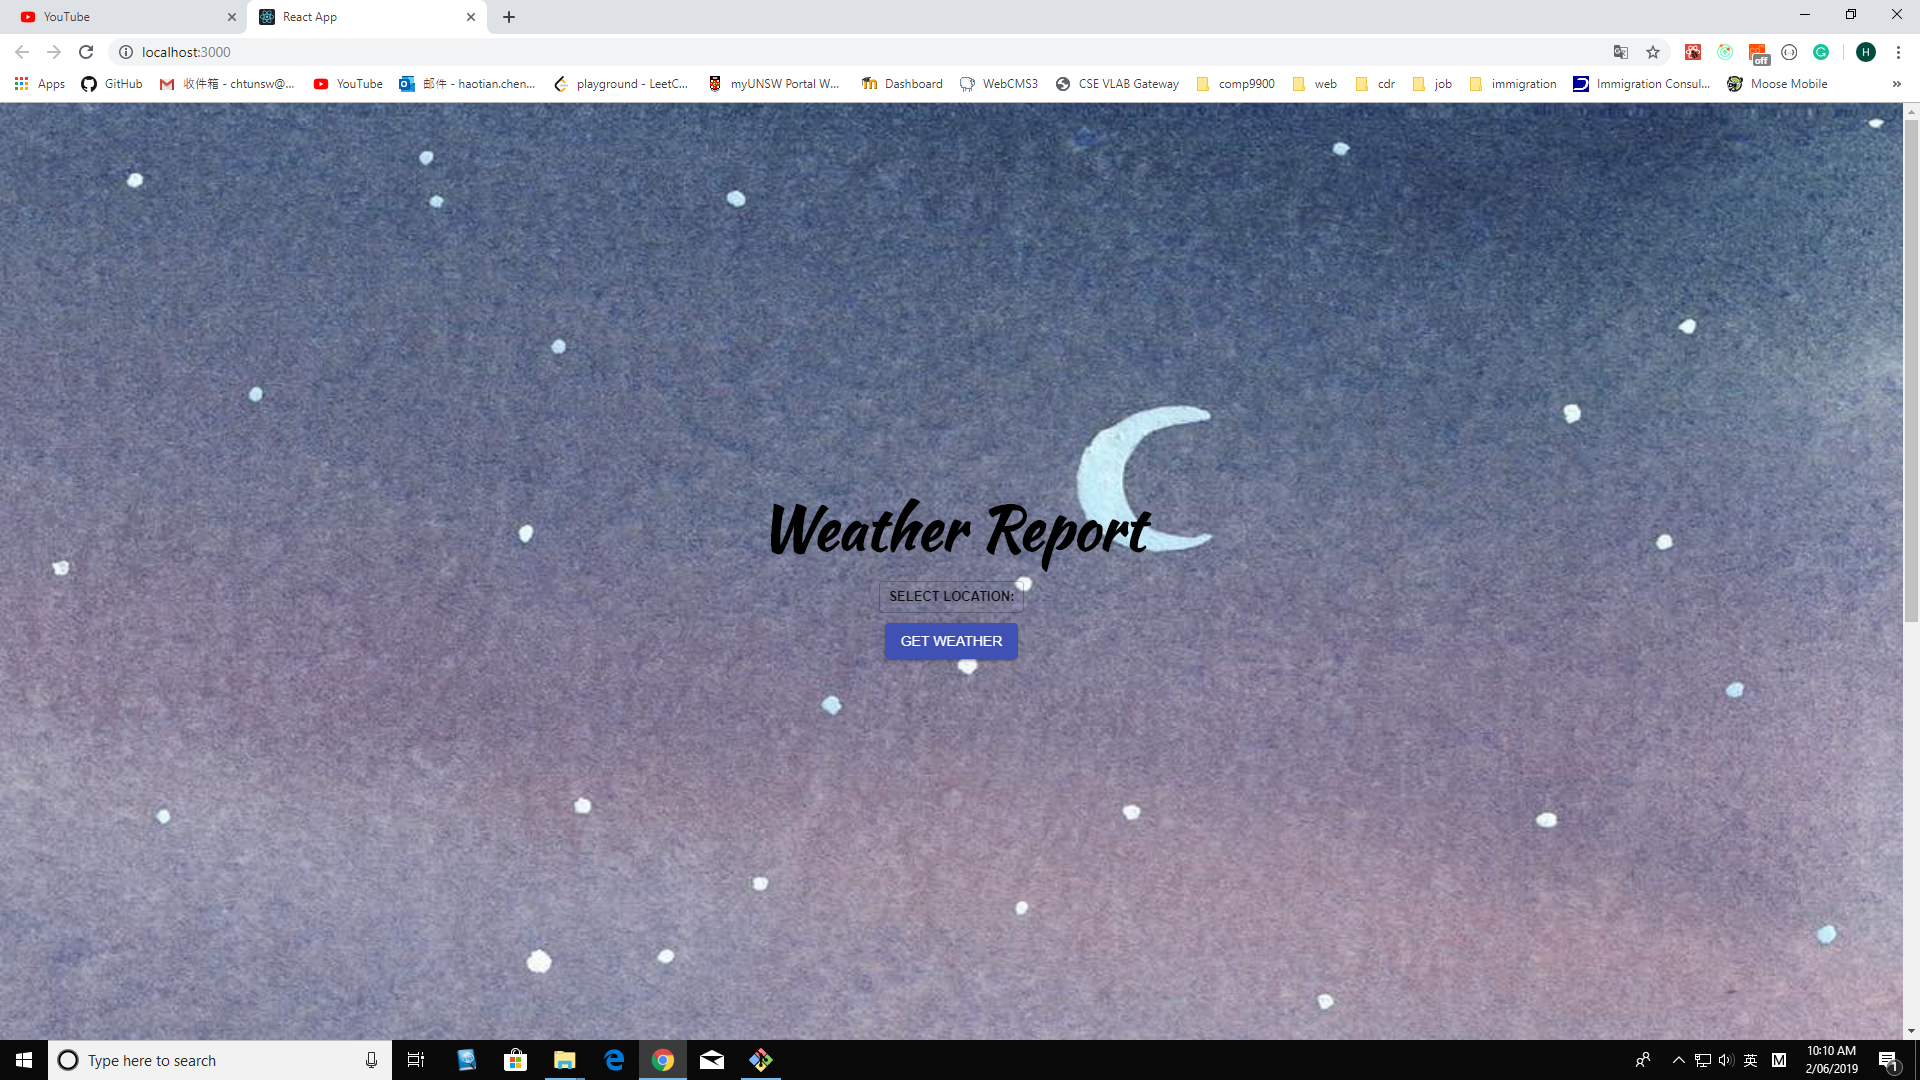 YouTube
React App
localhost:3000
off
H
Apps
GitHub
收件箱 - chtunsw@...
YouTube
邮件 - haotian.chen...
playground - LeetC...
myUNSW Portal W...
Dashboard
WebCMS3
CSE VLAB Gateway
comp9900
web
cdr
job
immigration
Immigration Consul...
Moose Mobile
»
Weather Report
SELECT LOCATION:
GET WEATHER
Type here to search
英
M
10:10 AM
2/06/2019
1